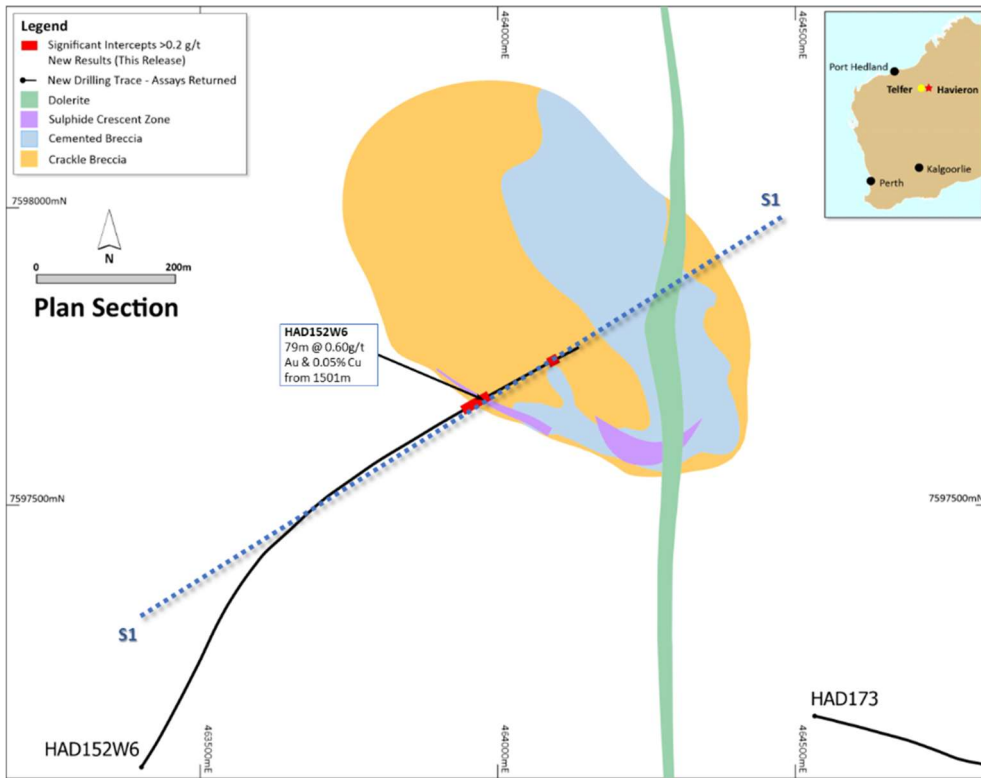 Legend
Significant Intercepts >0.2 g/t
New Results (This Release)
New Drilling Trace - Assays Returned
Dolerite
Sulphide Crescent Zone
Cemented Breccia
Crackle Breccia
464000mE
464500mE
Port Hedland
Telfer
Havieron
Kalgoorlie
Perth
7598000mN
N
0
200m
Plan Section
S1
HAD152W6
79m @ 0.60g/t
Au & 0.05% Cu
from 1501m
7597500mN
7597500mN
S1
HAD173
HAD152W6
463500mE
464000mE
464500mE